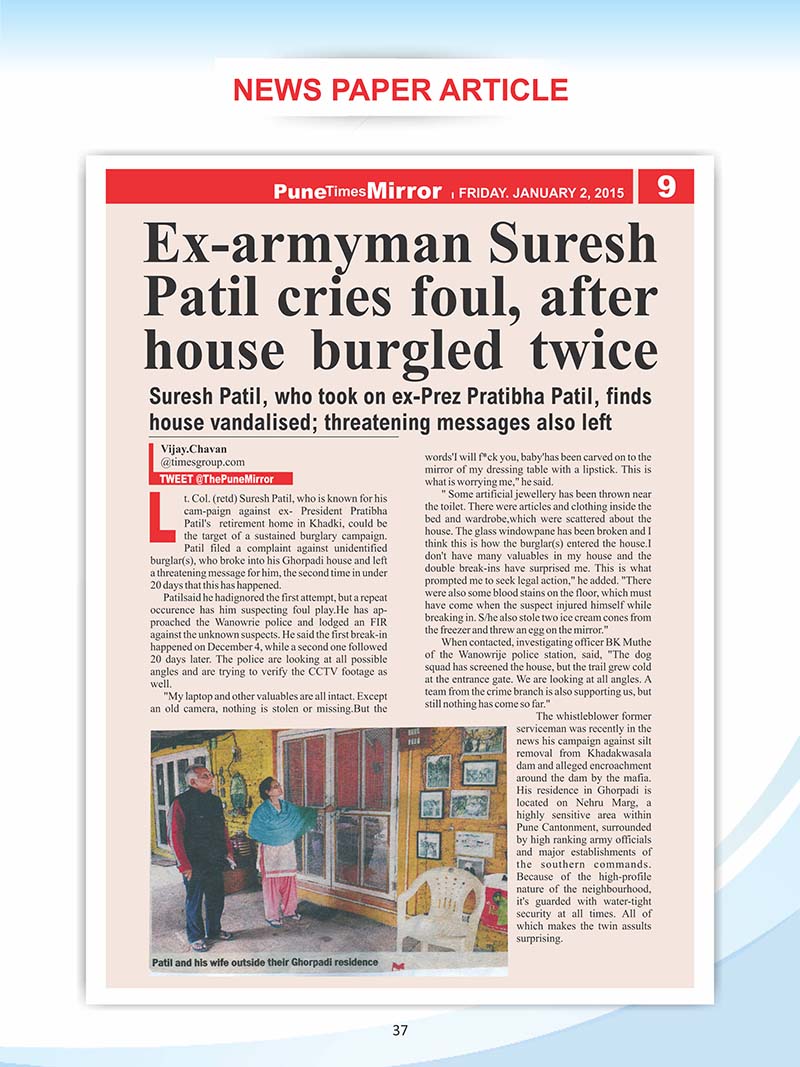 NEWS PAPER ARTICLE
PuneTimesMirror | FRIDAY. JANUARY 2, 2015 9
Ex-armyman Suresh
Patil cries foul, after
house burgled twice
Suresh Patil, who took on ex-Prez Pratibha Patil, finds
house vandalised; threatening messages also left
Vijay.Chavan
@timesgroup.com
TWEET @ThePuneMirror
Lt. Col. (retd) Suresh Patil, who is known for his
cam-paign against ex- President Pratibha
Patil's retirement home in Khadki, could be
the target of a sustained burglary campaign.
Patil filed a complaint against unidentified
burglar(s), who broke into his Ghorpadi house and left
a threatening message for him, the second time in under
20 days that this has happened.
Patilsaid he hadignored the first attempt, but a repeat
occurence has him suspecting foul play.He has ap-
proached the Wanowrie police and lodged an FIR
against the unknown suspects. He said the first break-in
happened on December 4, while a second one followed
20 days later. The police are looking at all possible
angles and are trying to verify the CCTV footage as
well.
"My laptop and other valuables are all intact. Except
an old camera, nothing is stolen or missing.But the
words'I will f*ck you, baby'has been carved on to the
mirror of my dressing table with a lipstick. This is
what is worrying me," he said.
" Some artificial jewellery has been thrown near
the toilet. There were articles and clothing inside the
bed and wardrobe,which were scattered about the
house. The glass windowpane has been broken and I
think this is how the burglar(s) entered the house.I
don't have many valuables in my house and the
double break-ins have surprised me. This is what
prompted me to seek legal action," he added. "There
were also some blood stains on the floor, which must
have come when the suspect injured himself while
breaking in. S/he also stole two ice cream cones from
the freezer and threw an egg on the mirror."
When contacted, investigating officer BK Muthe
of the Wanowrije police station, said, "The dog
squad has screened the house, but the trail grew cold
at the entrance gate. We are looking at all angles. A
team from the crime branch is also supporting us, but
still nothing has come so far."
The whistleblower former
serviceman was recently in the
news his campaign against silt
removal from Khadakwasala
dam and alleged encroachment
around the dam by the mafia.
His residence in Ghorpadi is
located on Nehru Marg, a
highly sensitive area within
Pune Cantonment, surrounded
by high ranking army officials
and major establishments of
the southern commands.
Because of the high-profile
nature of the neighbourhood,
it's guarded with water-tight
security at all times. All of
which makes the twin assults
surprising.
Patil and his wife outside their Ghorpadi residence
37